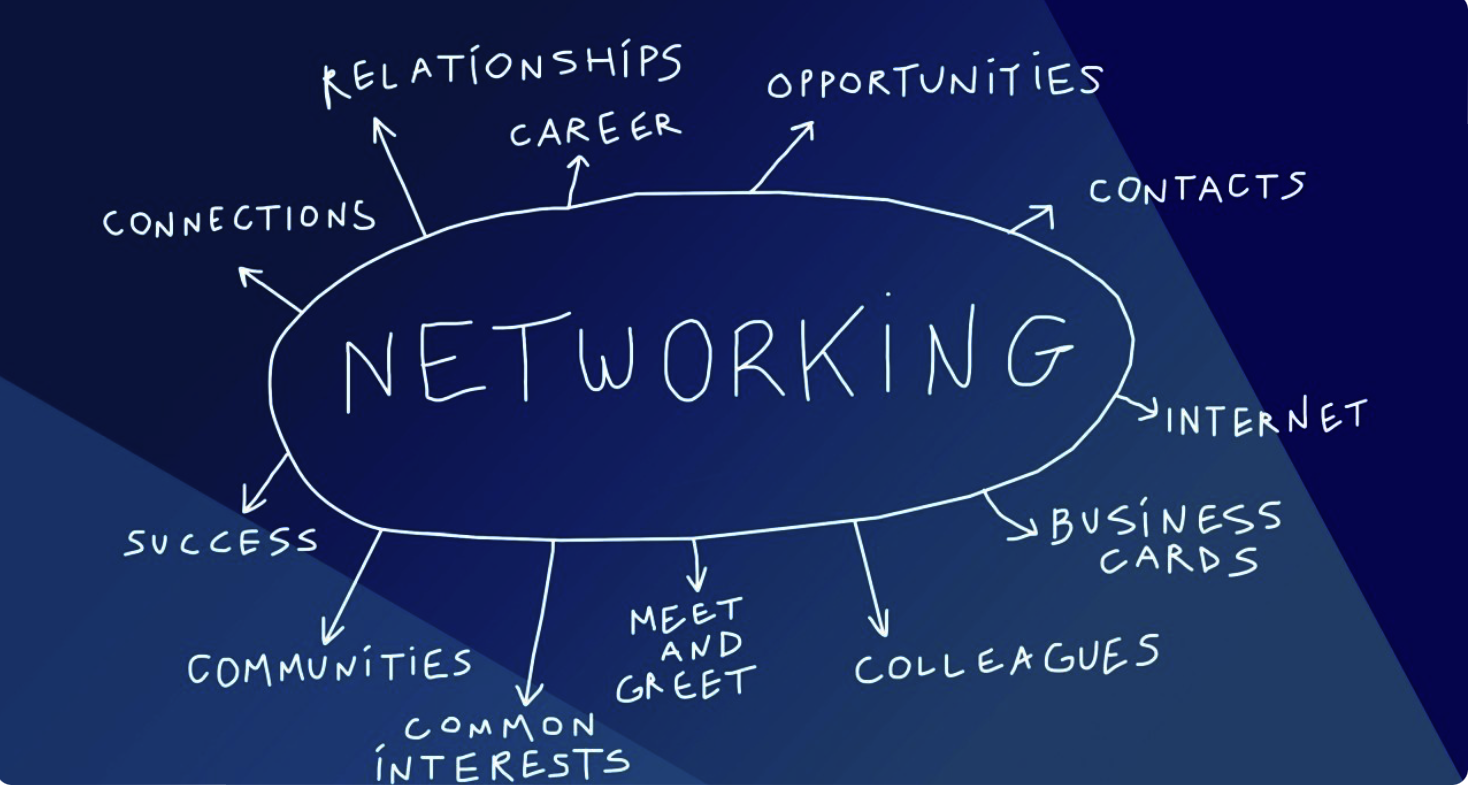 RELATIONSHIPS
OPPORTUNITIES
CAREER
CONTACTS
CONNECTIONS
NETWORKING
INTERNET
BUSINESS
CARDS
SUCCESS
MEET
AND
GREET
COMMUNITIES
COLLEAGUES
COMMON
INTERESTS